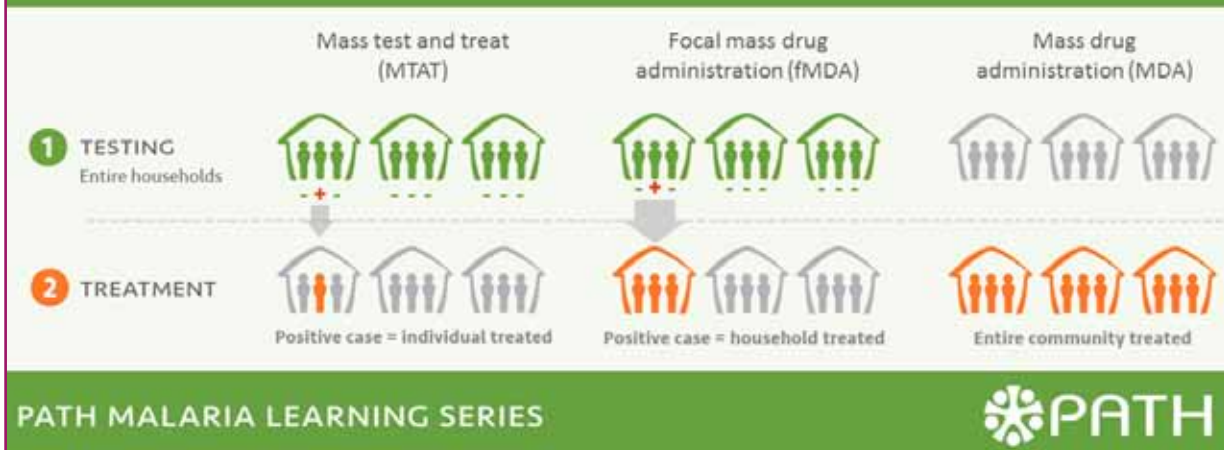 Mass test and treat
(MTAT)
Focal mass drug
administration (fMDA)
Mass drug
administration (MDA)
1 TESTING
Entire households
- + - - - - - - -
- + - - - - - - -
2 TREATMENT
Positive case = individual treated
Positive case = household treated
Entire community treated
PATH MALARIA LEARNING SERIES
PATH